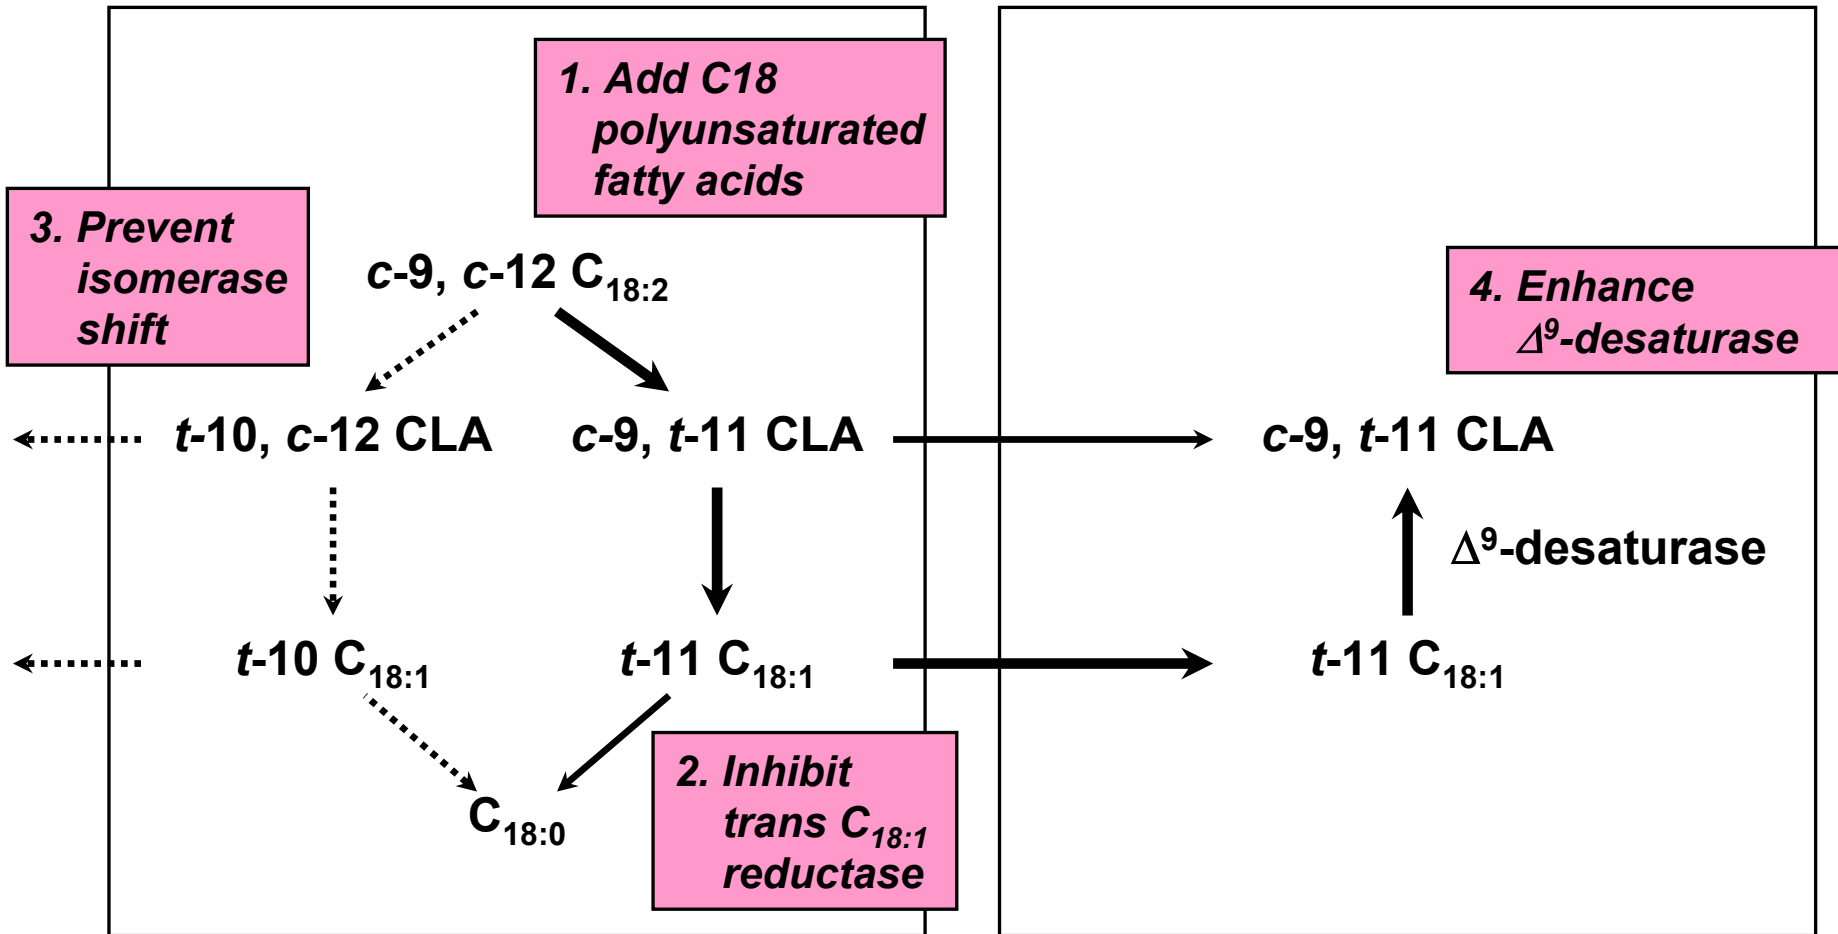 1. Add C18
polyunsaturated
fatty acids
3. Prevent
isomerase
shift
c-9, c-12 C18:2
4. Enhance
Δ9-desaturase
t-10, c-12 CLA
c-9, t-11 CLA
c-9, t-11 CLA
Δ9-desaturase
t-10 C18:1
t-11 C18:1
t-11 C18:1
2. Inhibit
trans C18:1
reductase
C18:0